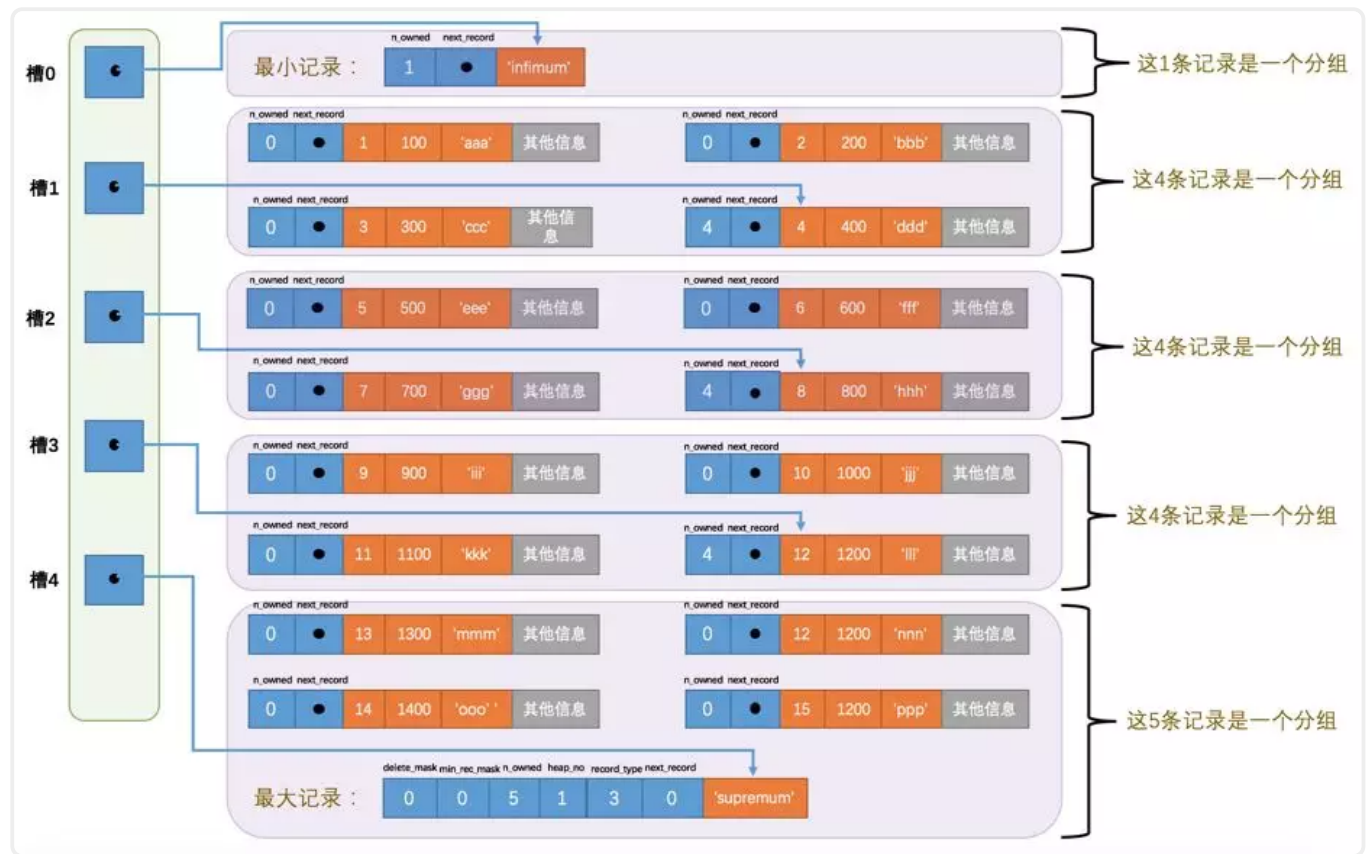 n_owned next_record
槽0
最小记录：
1
'infimum'
这1条记录是一个分组
n_owned next_record
n_owned next_record
0 1 100 'aaa' 其他信息
0 2 200 'bbb' 其他信息
槽1
这4条记录是一个分组
n_owned next_record
n_owned next_record
0 3 300 'ccc' 其他信息
4 4 400 'ddd' 其他信息
n_owned next_record
n_owned next_record
0 5 500 'eee' 其他信息
0 6 600 'fff' 其他信息
槽2
这4条记录是一个分组
n_owned next_record
n_owned next_record
0 7 700 'ggg' 其他信息
4 8 800 'hhh' 其他信息
槽3
n_owned next_record
n_owned next_record
0 9 900 'iii' 其他信息
0 10 1000 'jjj' 其他信息
这4条记录是一个分组
n_owned next_record
n_owned next_record
0 11 1100 'kkk' 其他信息
4 12 1200 'lll' 其他信息
槽4
n_owned next_record
n_owned next_record
0 13 1300 'mmm' 其他信息
0 12 1200 'nnn' 其他信息
n_owned next_record
n_owned next_record
0 14 1400 'ooo' ' 其他信息
0 15 1200 'ppp' 其他信息
这5条记录是一个分组
delete_mask min_rec_mask n_owned heap_no record_type next_record
最大记录：
0 0 5 1 3 0 'supremum'